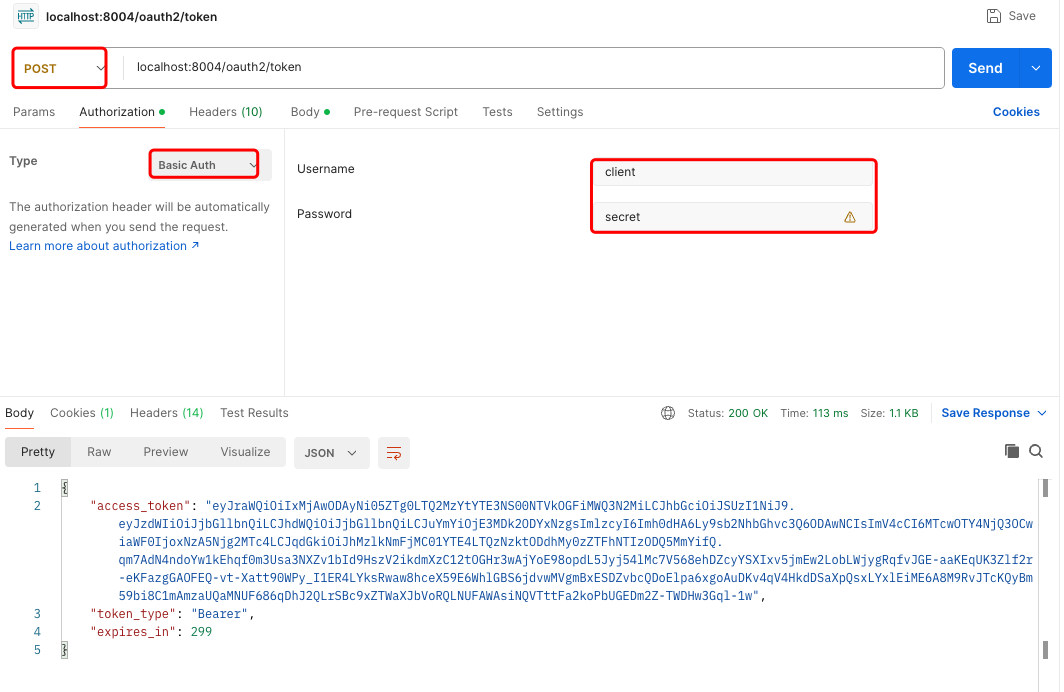 HTTP localhost:8004/oauth2/token Save
POST localhost:8004/oauth2/token Send
Params Authorization Headers (10) Body Pre-request Script Tests Settings Cookies
Type Basic Auth
The authorization header will be automatically
generated when you send the request.
Learn more about authorization ↗
Username client
Password secret
Body Cookies (1) Headers (14) Test Results Status: 200 OK Time: 113 ms Size: 1.1 KB Save Response
Pretty Raw Preview Visualize JSON
1 {
2 "access_token": "eyJraWQiOiIxMjAwODAyNi05ZTg0LTQ2MzYtYTE3NS00NTVkOGFiMWQ3N2MiLCJhbGciOiJSUzI1NiJ9.
eyJzdWIiOiJjbGllbnQiLCJhdWQiOiJjbGllbnQiLCJuYmYiOjE3MDk2ODYxNzgsImlzcyI6Imh0dHA6Ly9sb2NhbGhvc3Q6ODAwNCIsImV4cCI6MTcwOTY4NjQ3OCw
iaWF0IjoxNzA5Njg2MTc4LCJqdGkiOiJhMzlkNmFjMC01YTE4LTQzNzktODdhMy0zZTFhNTIzODQ5MmYifQ.
qm7AdN4ndoYw1kEhqf0m3Usa3NXZv1bId9HszV2ikdmXzC12tOGHr3wAjYoE98opdL5Jyj54lMc7V568ehDZcyYSXIxv5jmEw2LobLWjygRqfvJGE-aaKEqUK3Zlf2r
-eKFazgGAOFEQ-vt-Xatt90WPy_I1ER4LYksRwaw8hceX59E6WhlGBS6jdvwMVgmBxESDZvbcQDoElpa6xgoAuDKv4qV4HkdDSaXpQsxLYxlEiME6A8M9RvJTcKQyBm
59bi8C1mAmzaUQaMNUF686qDhJ2QLrSBc9xZTWaXJbVoRQLNUFAWAsiNQVTttFa2koPbUGEDm2Z-TWDHw3Gql-1w",
3 "token_type": "Bearer",
4 "expires_in": 299
5 }